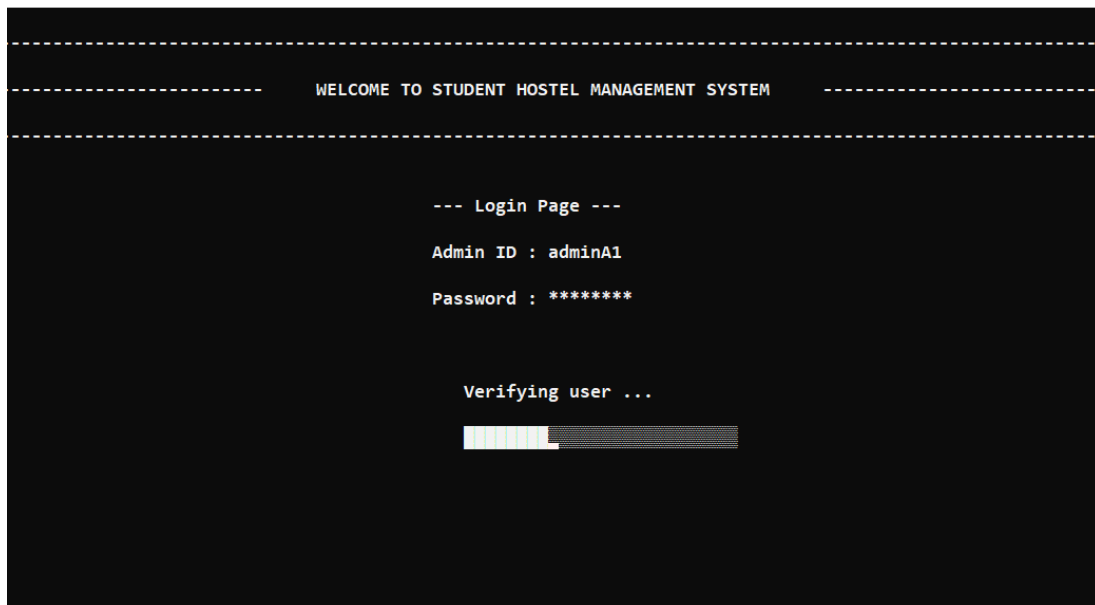 --------------------------------------------------------------------------------------------------------
------------------------- WELCOME TO STUDENT HOSTEL MANAGEMENT SYSTEM --------------------------
--------------------------------------------------------------------------------------------------------
--- Login Page ---
Admin ID : adminA1
Password : ********
Verifying user ...